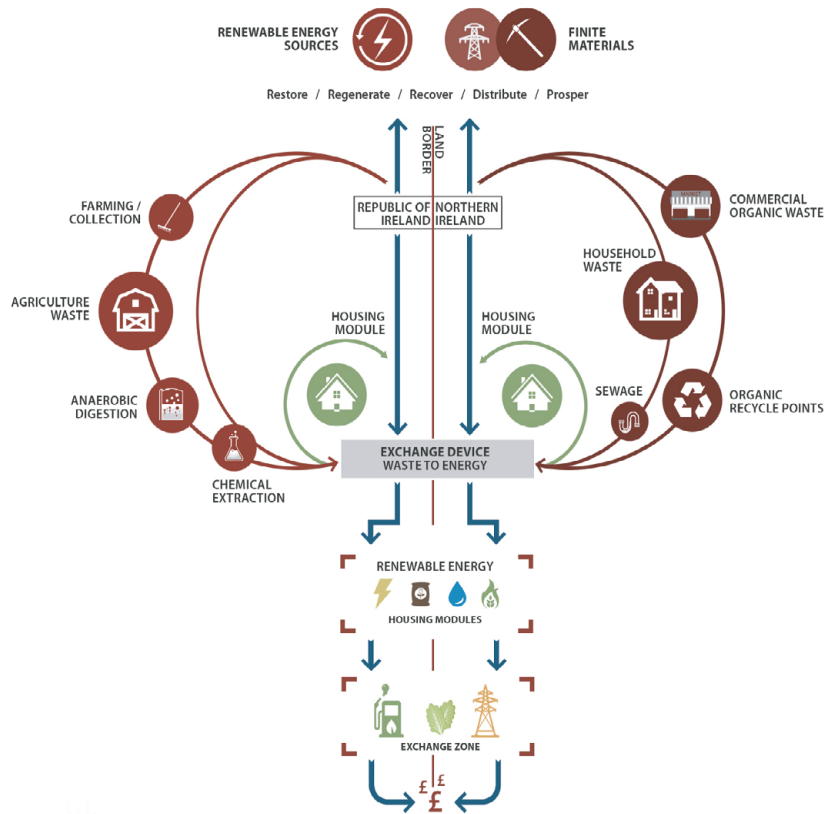 RENEWABLE ENERGY
SOURCES
FINITE
MATERIALS
Restore / Regenerate / Recover / Distribute / Prosper
LAND
BORDER
REPUBLIC OF
IRELAND
NORTHERN
IRELAND
FARMING /
COLLECTION
AGRICULTURE
WASTE
ANAEROBIC
DIGESTION
CHEMICAL
EXTRACTION
HOUSING
MODULE
HOUSING
MODULE
MARKET
COMMERCIAL
ORGANIC WASTE
HOUSEHOLD
WASTE
SEWAGE
ORGANIC
RECYCLE POINTS
EXCHANGE DEVICE
WASTE TO ENERGY
RENEWABLE ENERGY
HOUSING MODULES
EXCHANGE ZONE
£ £
£